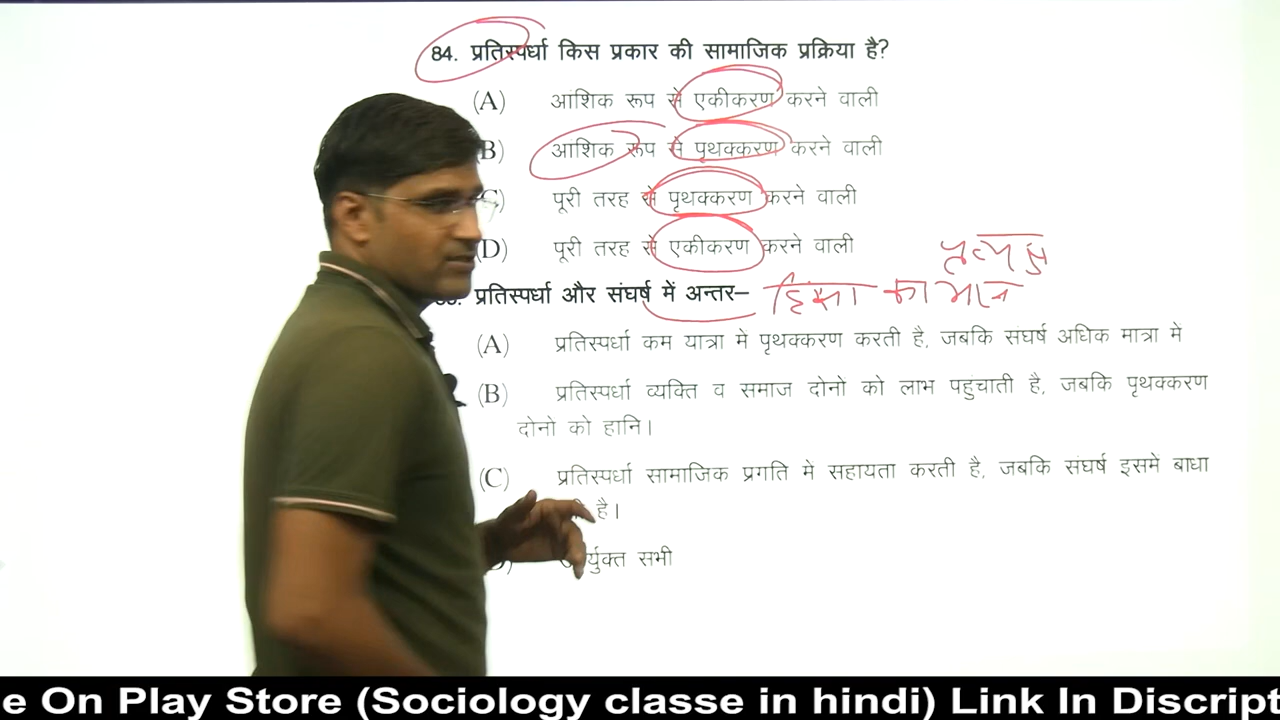 84. प्रतिस्पर्धा किस प्रकार की सामाजिक प्रक्रिया है?
(A) आंशिक रूप से एकीकरण करने वाली
B) आंशिक रूप से पृथक्करण करने वाली
C) पूरी तरह से पृथक्करण करने वाली
(D) पूरी तरह से एकीकरण करने वाली
प्रतिस्पर्धा और संघर्ष में अन्तर–
(A) प्रतिस्पर्धा कम यात्रा मे पृथक्करण करती है, जबकि संघर्ष अधिक मात्रा में
(B) प्रतिस्पर्धा व्यक्ति व समाज दोनो को लाभ पहुंचाती है, जबकि पृथक्करण
दोनो को हानि।
(C) प्रतिस्पर्धा सामाजिक प्रगति मे सहायता करती है, जबकि संघर्ष इसमें बाधा
है।
सभी
e On Play Store (Sociology classe in hindi) Link In Discript